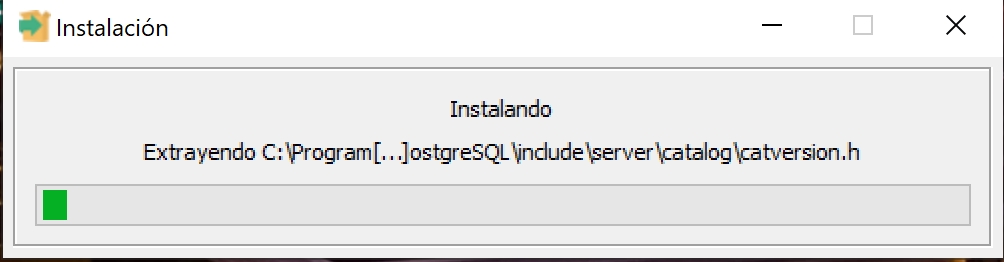 Instalación
Instalando
Extrayendo C:\Program[...]ostgreSQL\include\server\catalog\catversion.h